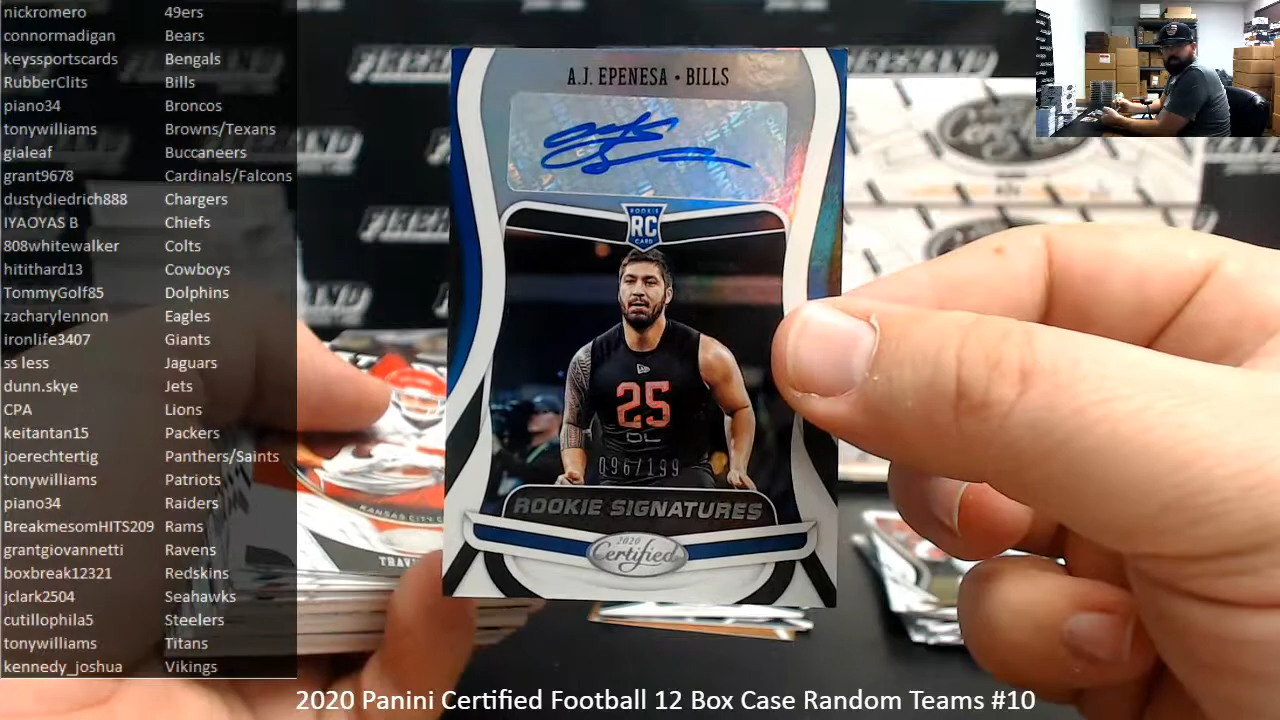 nickromero 49ers
connormadigan Bears
keyssportscards Bengals
RubberClits Bills
piano34 Broncos
tonywilliams Browns/Texans
gialeaf Buccaneers
grant9678 Cardinals/Falcons
dustydiedrich888 Chargers
IYAOYAS B Chiefs
808whitewalker Colts
hitithard13 Cowboys
TommyGolf85 Dolphins
zacharylennon Eagles
ironlife3407 Giants
ss less Jaguars
dunn.skye Jets
CPA Lions
keitantan15 Packers
joerechtertig Panthers/Saints
tonywilliams Patriots
piano34 Raiders
BreakmesomHITS209 Rams
grantgiovannetti Ravens
boxbreak12321 Redskins
jclark2504 Seahawks
cutillophila5 Steelers
tonywilliams Titans
kennedy_joshua Vikings
A.J. EPENESA • BILLS
ROOKIE
RC
CARD
25
OL
096/199
ROOKIE SIGNATURES
2020
Certified
KANSAS CITY
TRAV
2020 Panini Certified Football 12 Box Case Random Teams #10